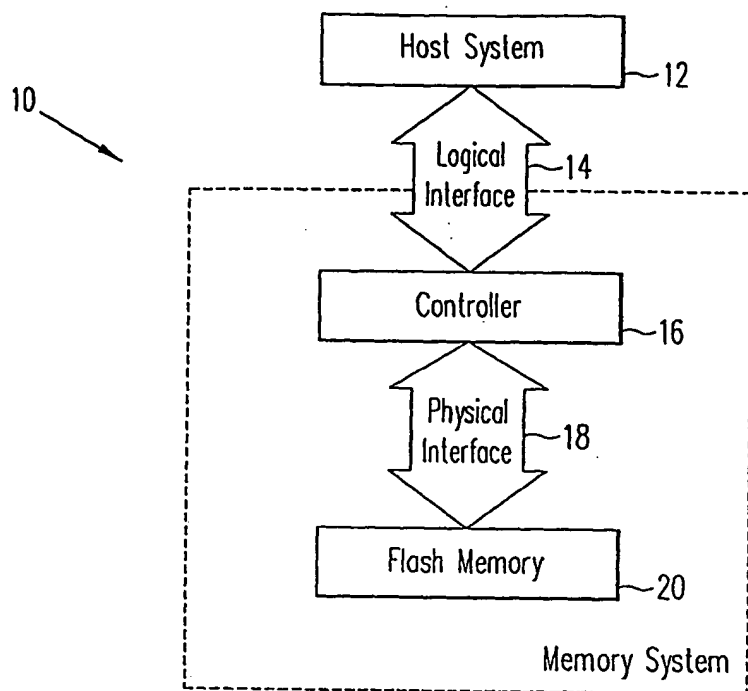 Host System
12
10
Logical
Interface
14
Controller
16
Physical
Interface
18
Flash Memory
20
Memory System